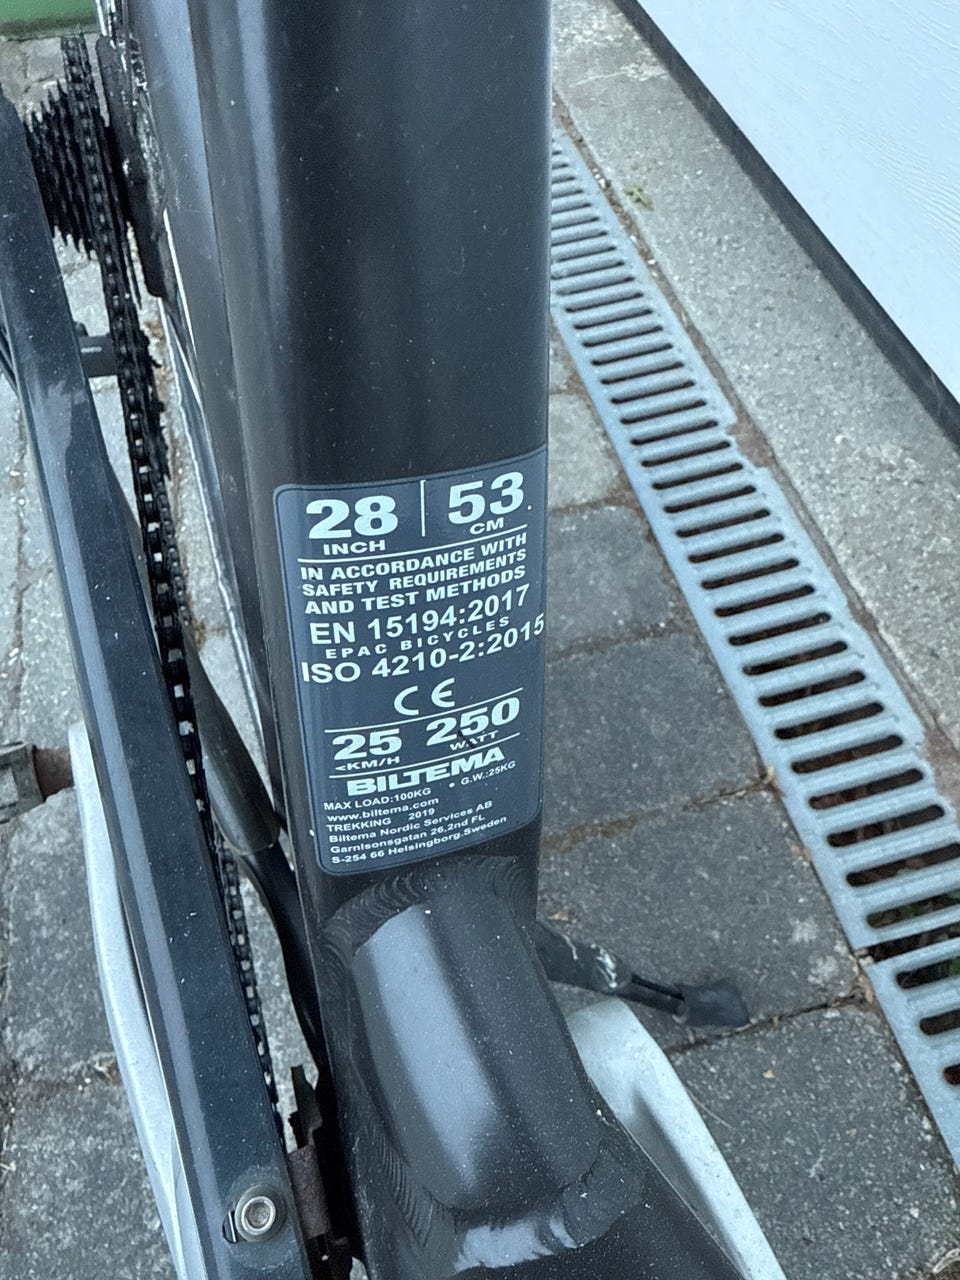 28 | 53
INCH CM
IN ACCORDANCE WITH
SAFETY REQUIREMENTS
AND TEST METHODS
EN 15194:2017
EPAC BICYCLES
ISO 4210-2:2015
CE
25 250
<KM/H WATT
BILTEMA
MAX LOAD:100KG • G.W.:25KG
www.biltema.com
TREKKING 2019
Biltema Nordic Services AB
Garnisonsgatan 26,2nd FL
S-254 66 Helsingborg.Sweden